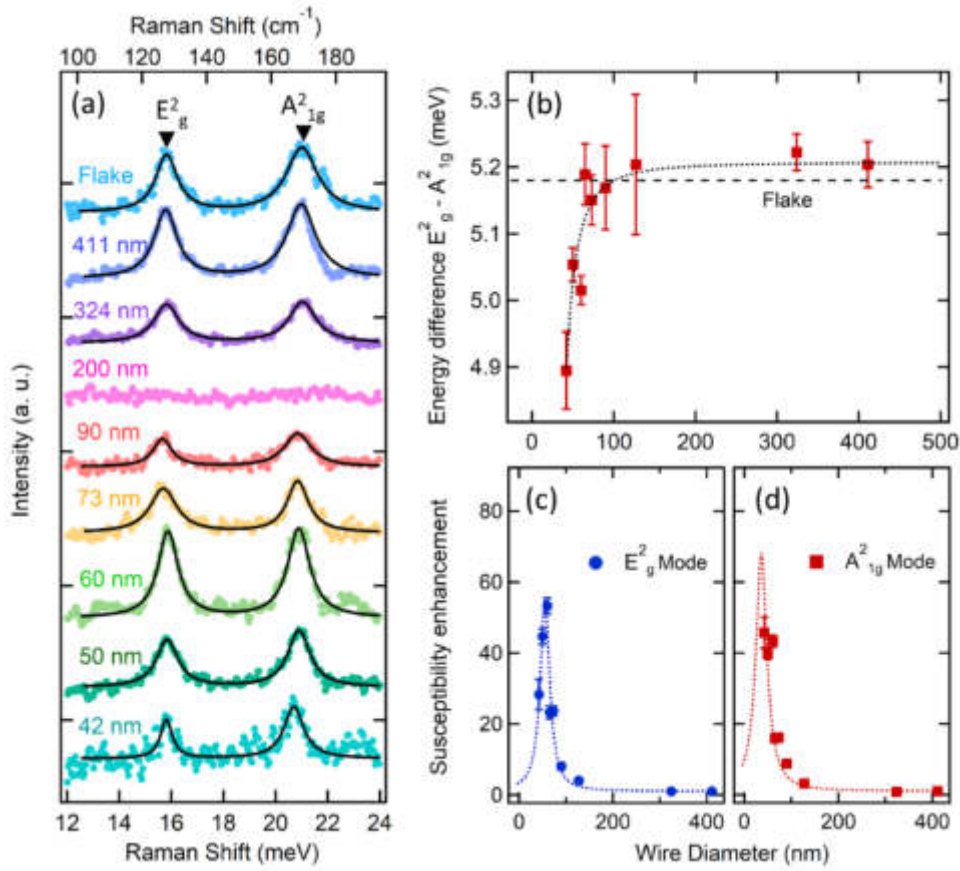 Raman Shift (cm⁻¹)
100 120 140 160 180
(a)
E²g
A²1g
Flake
411 nm
324 nm
200 nm
90 nm
73 nm
60 nm
50 nm
42 nm
Intensity (a. u.)
12 14 16 18 20 22 24
Raman Shift (meV)
(b)
Energy difference E²g - A²1g (meV)
5.3
5.2
5.1
5.0
4.9
Flake
0 100 200 300 400 500
(c)
E²g Mode
Susceptibility enhancement
80
60
40
20
0
0 200 400
(d)
A²1g Mode
0 200 400
Wire Diameter (nm)